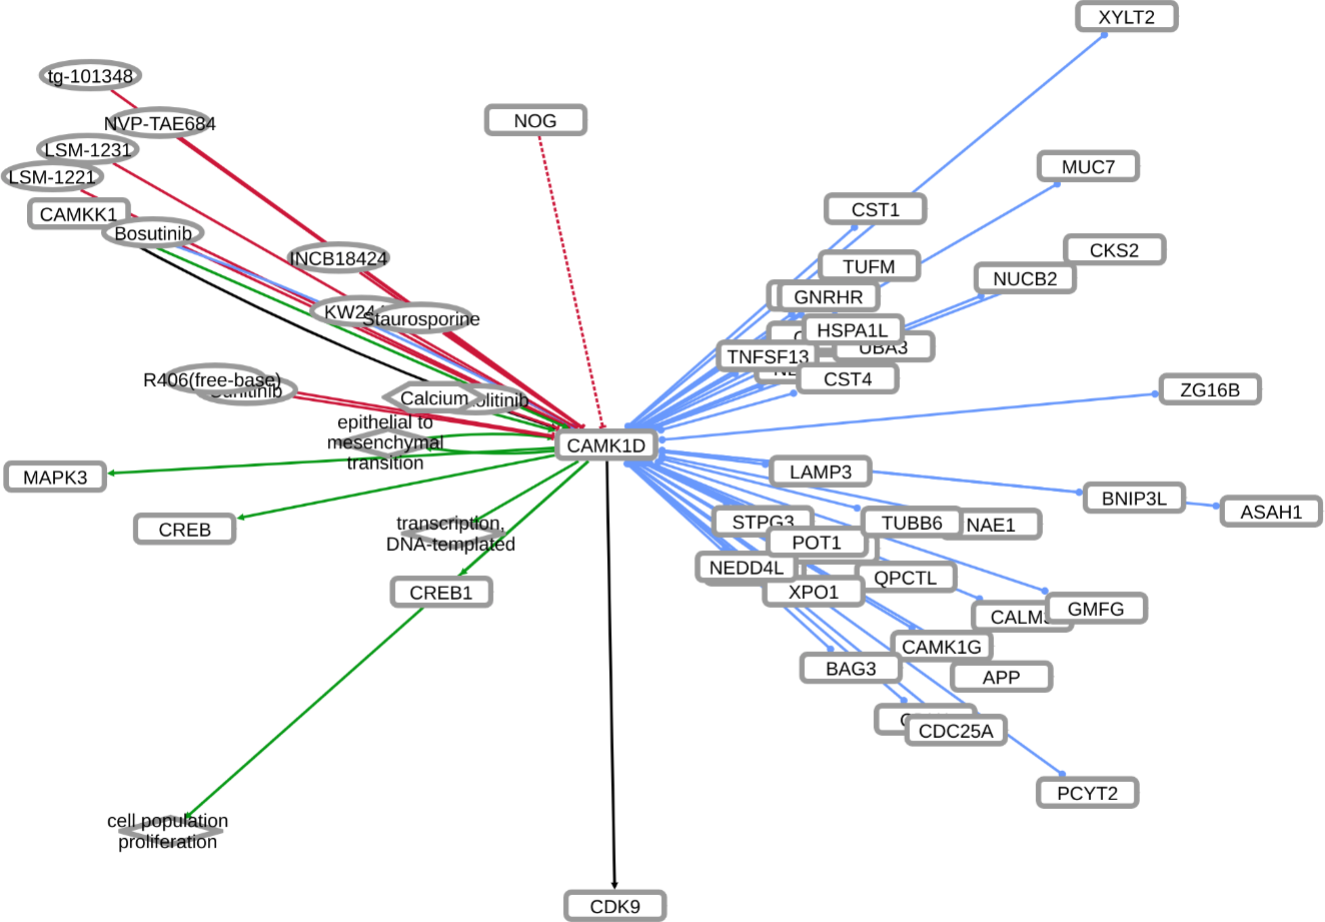 XYLT2
tg-101348
NVP-TAE684
NOG
LSM-1231
MUC7
LSM-1221
CAMKK1
CST1
Bosutinib
CKS2
INCB18424
TUFM
NUCB2
GNRHR
KW24
Staurosporine
HSPA1L
UBA3
TNFSF13
R406(free-base)
CST4
ZG16B
Calcium
olitinib
epithelial to
mesenchymal
transition
CAMK1D
MAPK3
LAMP3
BNIP3L
ASAH1
CREB
transcription,
DNA-templated
STPG3
TUBB6
NAE1
POT1
NEDD4L
QPCTL
CREB1
XPO1
CALM3
GMFG
CAMK1G
BAG3
APP
CDC25A
PCYT2
cell population
proliferation
CDK9